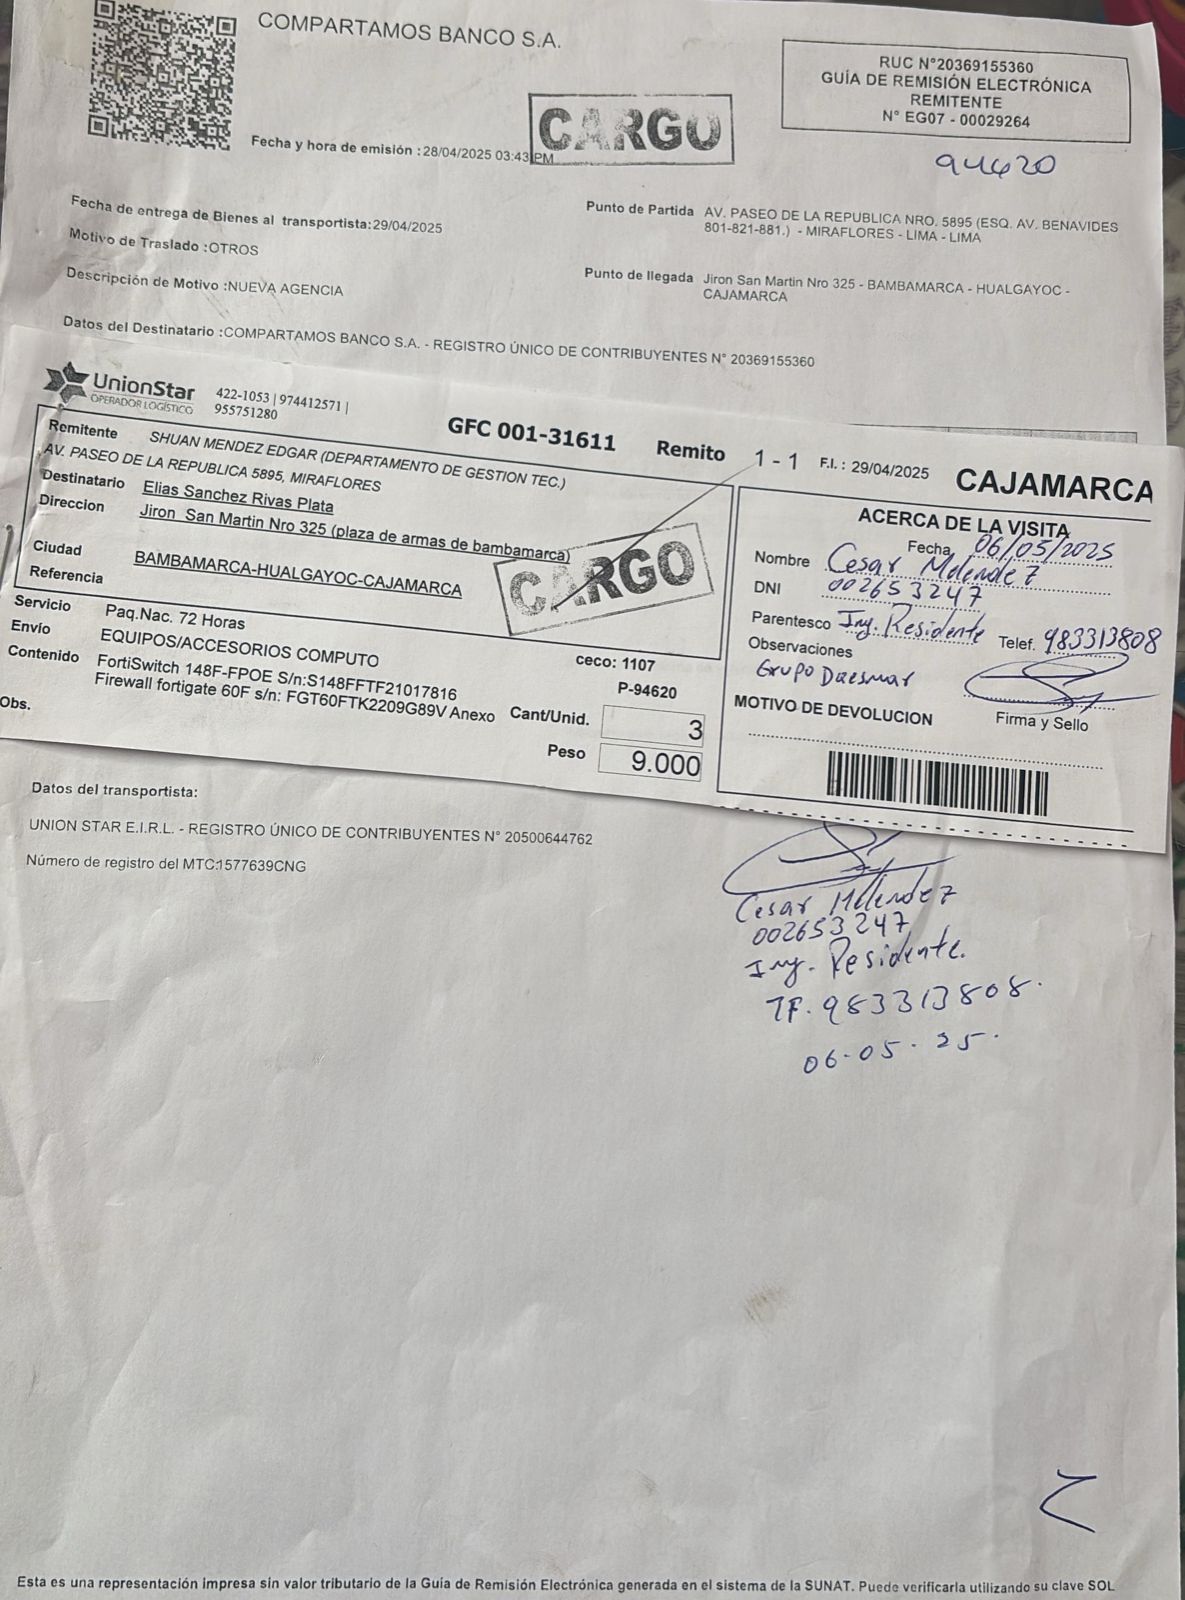 COMPARTAMOS BANCO S.A.
RUC N°20369155360
GUÍA DE REMISIÓN ELECTRÓNICA
REMITENTE
N° EG07 - 00029264
CARGO
94620
Fecha y hora de emisión :28/04/2025 03:43 PM
Fecha de entrega de Bienes al transportista:29/04/2025
Motivo de Traslado :OTROS
Descripción de Motivo :NUEVA AGENCIA
Punto de Partida AV. PASEO DE LA REPUBLICA NRO. 5895 (ESQ. AV. BENAVIDES
801-821-881.) - MIRAFLORES - LIMA - LIMA
Punto de llegada Jiron San Martin Nro 325 - BAMBAMARCA - HUALGAYOC -
CAJAMARCA
Datos del Destinatario :COMPARTAMOS BANCO S.A. - REGISTRO ÚNICO DE CONTRIBUYENTES N° 20369155360
UnionStar
OPERADOR LOGÍSTICO
422-1053 | 974412571 |
955751280
GFC 001-31611 Remito 1 - 1 F.I. : 29/04/2025 CAJAMARCA
Remitente SHUAN MENDEZ EDGAR (DEPARTAMENTO DE GESTION TEC.)
AV. PASEO DE LA REPUBLICA 5895, MIRAFLORES
Destinatario Elias Sanchez Rivas Plata
Direccion Jiron San Martin Nro 325 (plaza de armas de bambamarca)
Ciudad BAMBAMARCA-HUALGAYOC-CAJAMARCA
Referencia
CARGO
Servicio Paq.Nac. 72 Horas
Envío EQUIPOS/ACCESORIOS COMPUTO
Contenido FortiSwitch 148F-FPOE S/n:S148FFTF21017816
Firewall fortigate 60F s/n: FGT60FTK2209G89V Anexo
Obs.
ceco: 1107
P-94620
Cant/Unid. 3
Peso 9.000
ACERCA DE LA VISITA
Fecha 06/05/2025
Nombre Cesar Melendez
DNI 002653247
Parentesco Ing. Residente Telef. 983313808
Observaciones
Grupo Daesmar
MOTIVO DE DEVOLUCION
Firma y Sello
Datos del transportista:
UNION STAR E.I.R.L. - REGISTRO ÚNICO DE CONTRIBUYENTES N° 20500644762
Número de registro del MTC:1577639CNG
Cesar Melendez
002653247
Ing. Residente.
TF. 983313808.
06-05-25.
Esta es una representación impresa sin valor tributario de la Guía de Remisión Electrónica generada en el sistema de la SUNAT. Puede verificarla utilizando su clave SOL